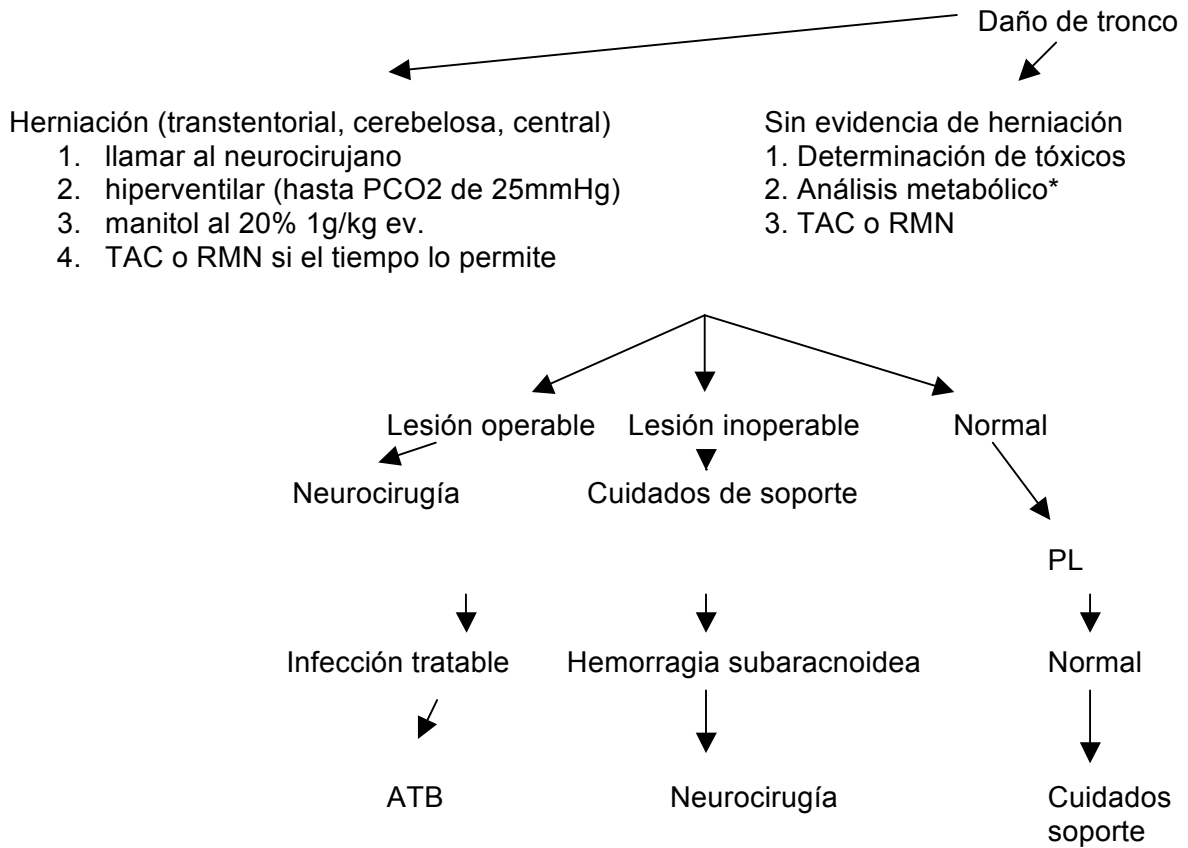 Daño de tronco
Herniación (transtentorial, cerebelosa, central)
1. llamar al neurocirujano
2. hiperventilar (hasta PCO2 de 25mmHg)
3. manitol al 20% 1g/kg ev.
4. TAC o RMN si el tiempo lo permite
Sin evidencia de herniación
1. Determinación de tóxicos
2. Análisis metabólico*
3. TAC o RMN
Lesión operable
Lesión inoperable
Normal
Neurocirugía
Cuidados de soporte
PL
Infección tratable
Hemorragia subaracnoidea
Normal
ATB
Neurocirugía
Cuidados
soporte